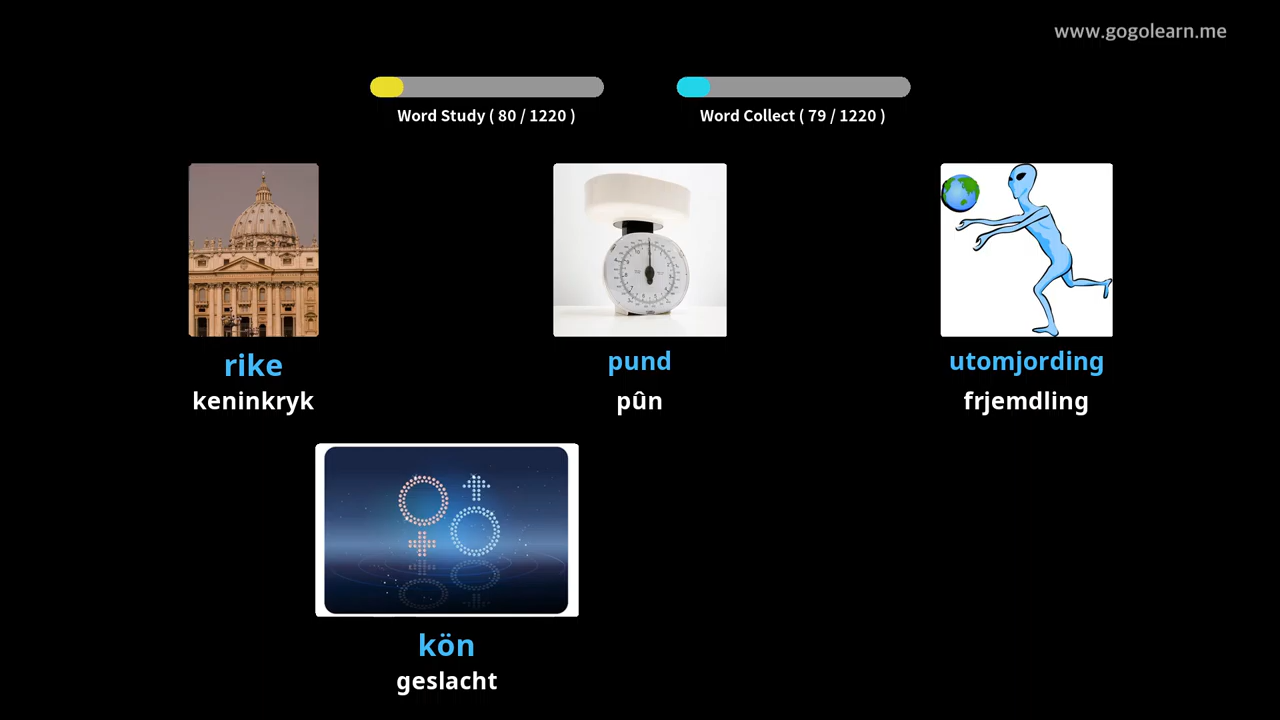 www.gogolearn.me
Word Study ( 80 / 1220 )
Word Collect ( 79 / 1220 )
rike
keninkryk
pund
pûn
utomjording
frjemdling
kön
geslacht